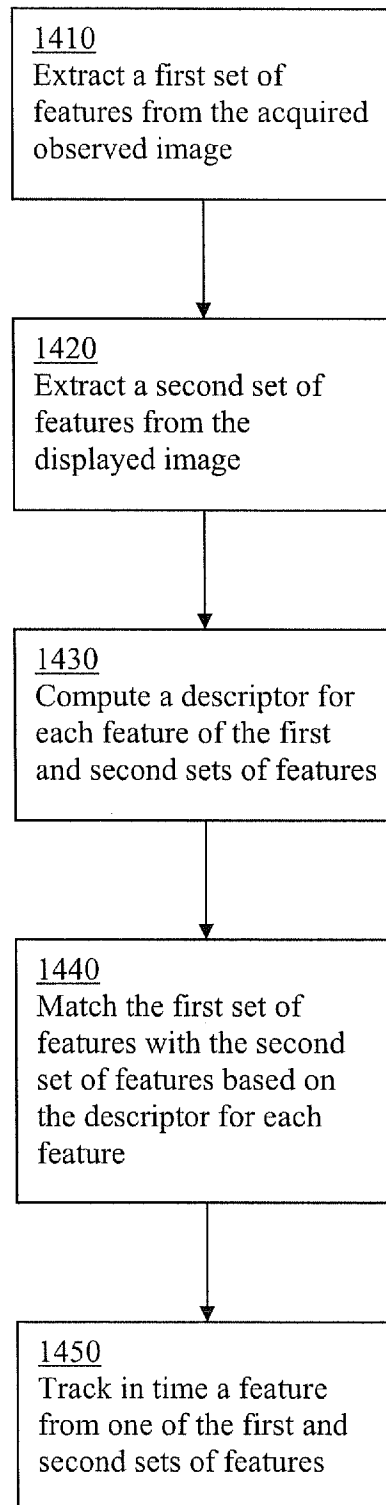 1410
Extract a first set of
features from the acquired
observed image
1420
Extract a second set of
features from the
displayed image
1430
Compute a descriptor for
each feature of the first
and second sets of features
1440
Match the first set of
features with the second
set of features based on
the descriptor for each
feature
1450
Track in time a feature
from one of the first and
second sets of features